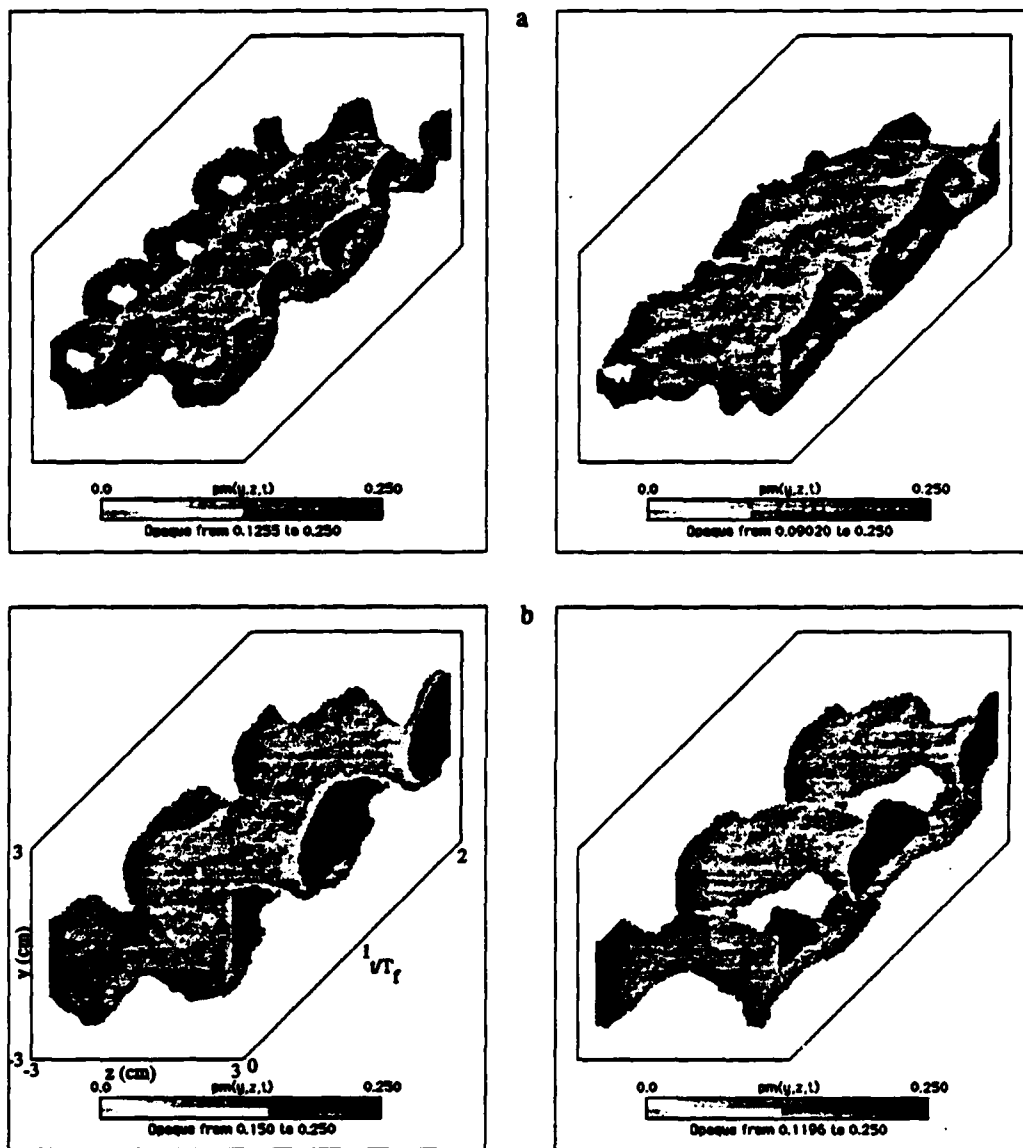 a
0.0 pm(y,z,t) 0.250
Opaque from 0.1255 to 0.250
0.0 pm(y,z,t) 0.250
Opaque from 0.09020 to 0.250
b
3
y (cm)
-3
-3
z (cm)
3
0
1
t/T_f
2
0.0 pm(y,z,t) 0.250
Opaque from 0.150 to 0.250
0.0 pm(y,z,t) 0.250
Opaque from 0.1196 to 0.250